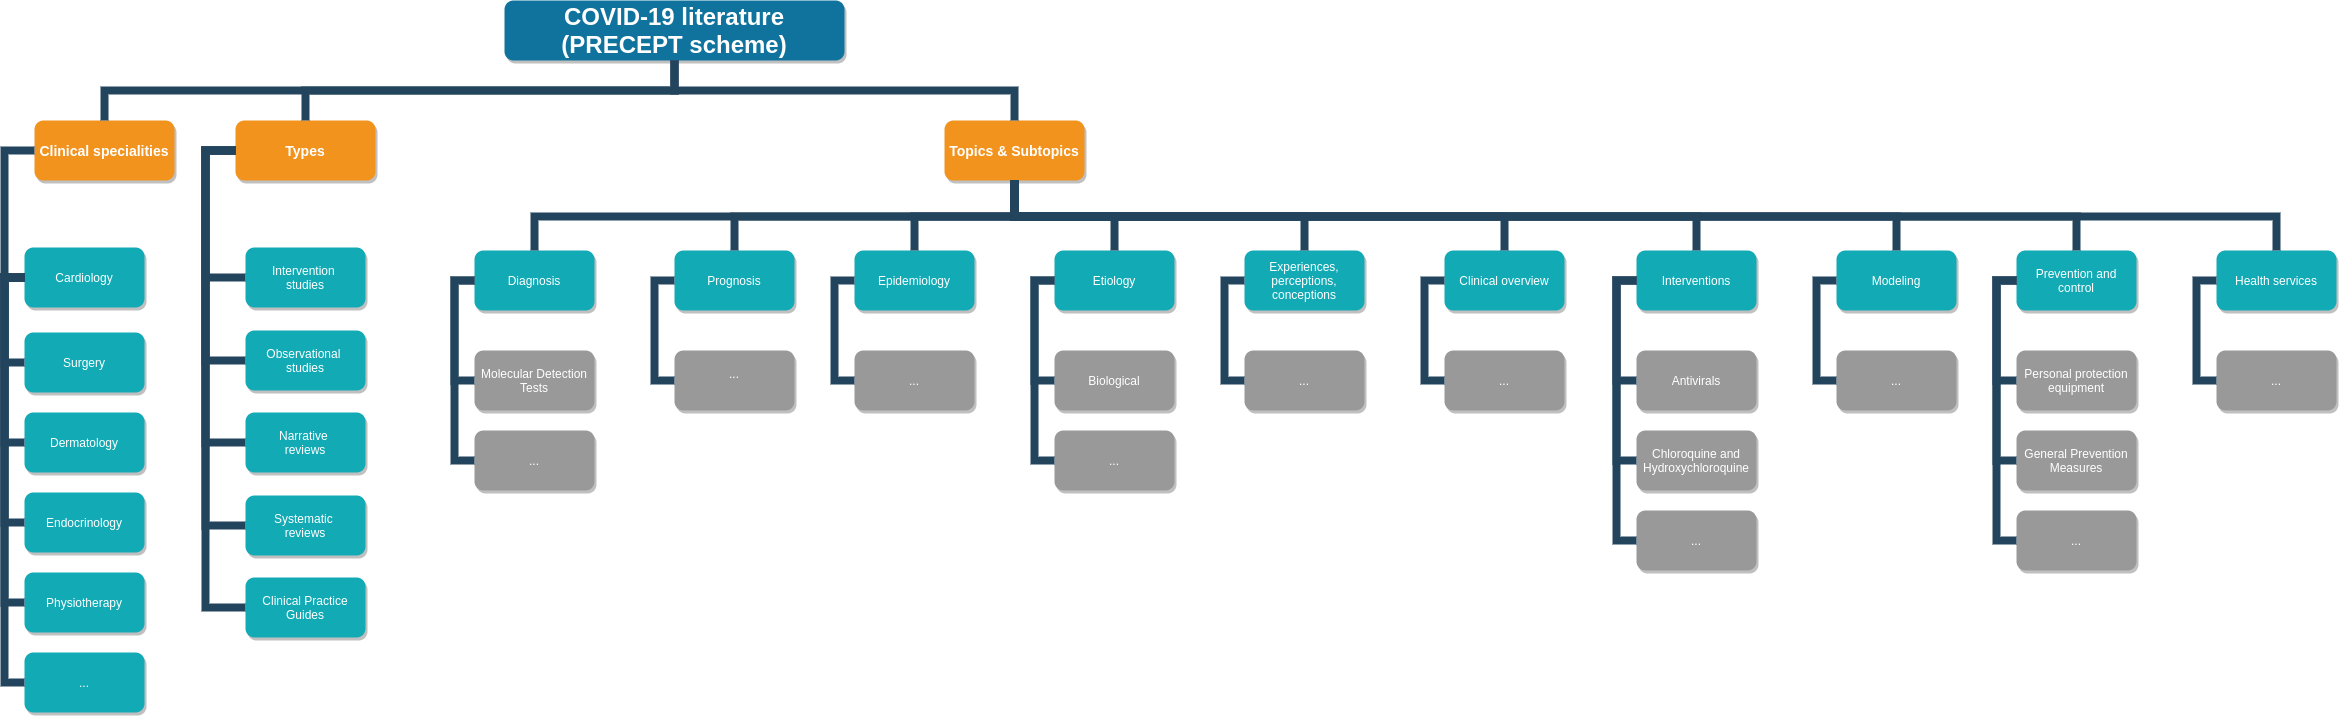 COVID-19 literature
(PRECEPT scheme)
Clinical specialities
Types
Topics & Subtopics
Cardiology
Surgery
Dermatology
Endocrinology
Physiotherapy
...
Intervention
studies
Observational
studies
Narrative
reviews
Systematic
reviews
Clinical Practice
Guides
Diagnosis
Molecular Detection
Tests
...
Prognosis
...
Epidemiology
...
Etiology
Biological
...
Experiences,
perceptions,
conceptions
...
Clinical overview
...
Interventions
Antivirals
Chloroquine and
Hydroxychloroquine
...
Modeling
...
Prevention and
control
Personal protection
equipment
General Prevention
Measures
...
Health services
...